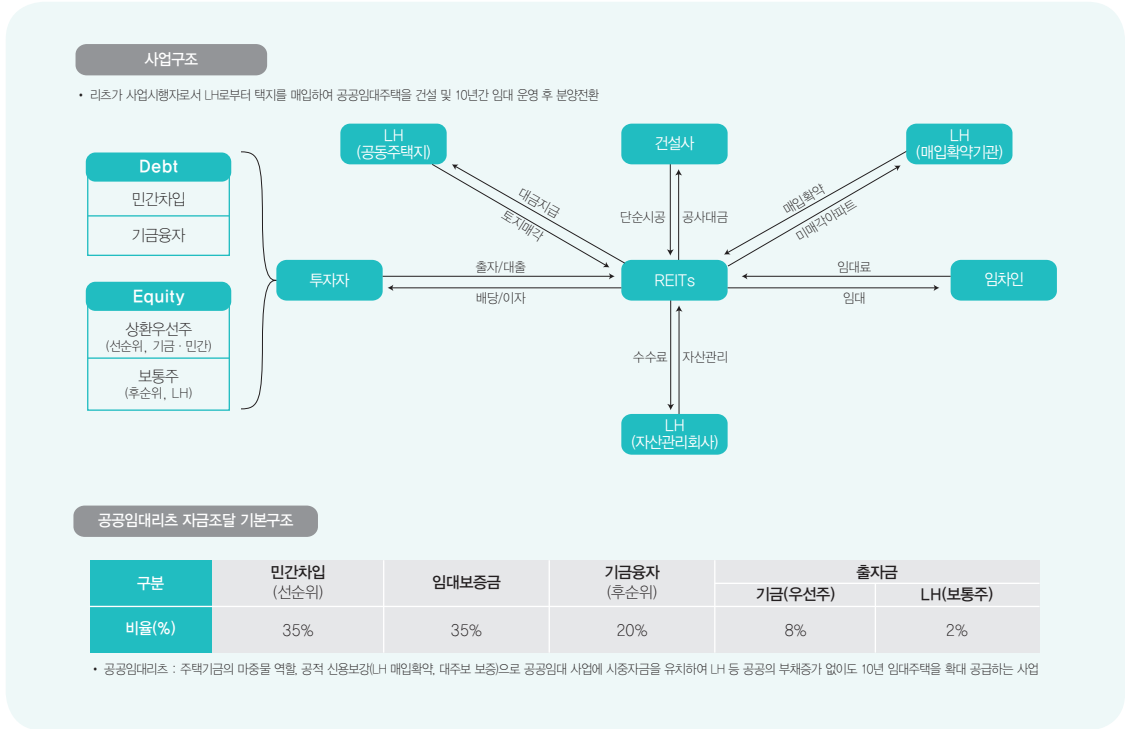 사업구조
• 리츠가 사업시행자로서 LH로부터 택지를 매입하여 공공임대주택을 건설 및 10년간 임대 운영 후 분양전환
Debt
민간차입
기금융자
Equity
상환우선주
(선순위, 기금 · 민간)
보통주
(후순위, LH)
투자자
LH
(공동주택지)
건설사
LH
(매입확약기관)
대금지급
토지매각
단순시공
공사대금
매입확약
미매각아파트
출자/대출
배당/이자
REITs
임대료
임대
임차인
수수료
자산관리
LH
(자산관리회사)
공공임대리츠 자금조달 기본구조
구분
민간차입
(선순위)
임대보증금
기금융자
(후순위)
출자금
기금(우선주)
LH(보통주)
비율(%)
35%
35%
20%
8%
2%
• 공공임대리츠 : 주택기금의 마중물 역할, 공적 신용보강(LH 매입확약, 대주보 보증)으로 공공임대 사업에 시중자금을 유치하여 LH 등 공공의 부채증가 없이도 10년 임대주택을 확대 공급하는 사업